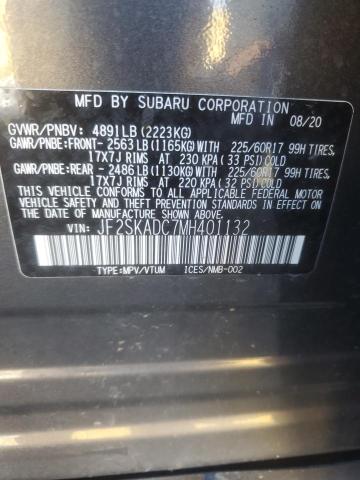 MFD BY SUBARU CORPORATION
MFD IN 08/20
GVWR/PNBV: 4891LB(2223KG)
GAWR/PNBE:FRONT- 2563LB(1165KG)WITH 225/60R17 99H TIRES,
17X7J RIMS AT 230 KPA(33 PSI)COLD
GAWR/PNBE:REAR - 2486LB(1130KG)WITH 225/60R17 99H TIRES,
17X7J RIMS AT 220 KPA(32 PSI)COLD
THIS VEHICLE CONFORMS TO ALL APPLICABLE FEDERAL MOTOR
VEHICLE SAFETY, BUMPER, AND THEFT PREVENTION STANDARDS
IN EFFECT ON THE DATE OF MANUFACTURE SHOWN ABOVE.
VIN: JF2SKADC7MH401132
TYPE:MPV/VTUM ICES/NMB-002